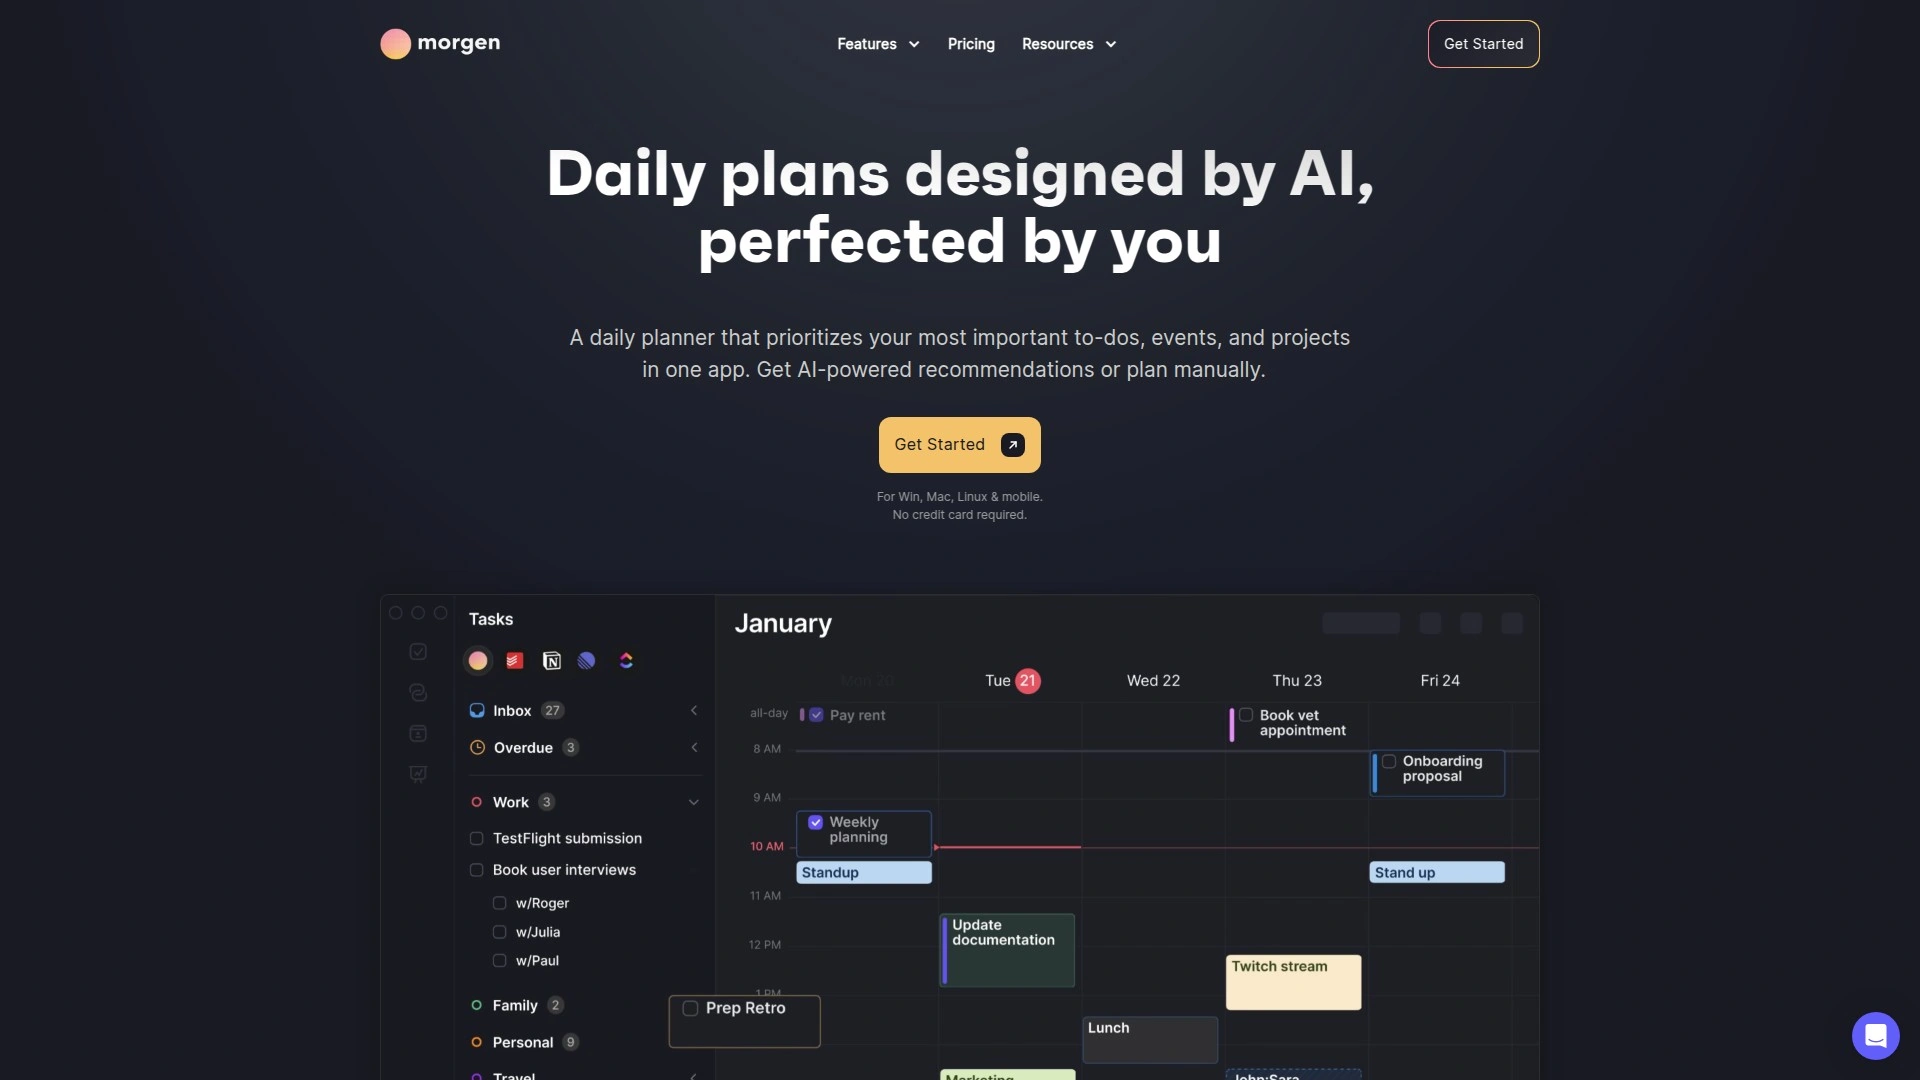 morgen
Features
Pricing
Resources
Get Started
Daily plans designed by AI,
perfected by you
A daily planner that prioritizes your most important to-dos, events, and projects
in one app. Get AI-powered recommendations or plan manually.
Get Started
For Win, Mac, Linux & mobile.
No credit card required.
Tasks
Inbox 27
Overdue 3
Work 3
TestFlight submission
Book user interviews
w/Roger
w/Julia
w/Paul
Family 2
Personal 9
Travel
Prep Retro
January
Mon 20
Tue 21
Wed 22
Thu 23
Fri 24
all-day
Pay rent
Book vet
appointment
8 AM
Onboarding
proposal
9 AM
Weekly
planning
10 AM
Standup
Stand up
11 AM
Update
documentation
12 PM
Twitch stream
1 PM
Lunch
Marketing
John:Sara